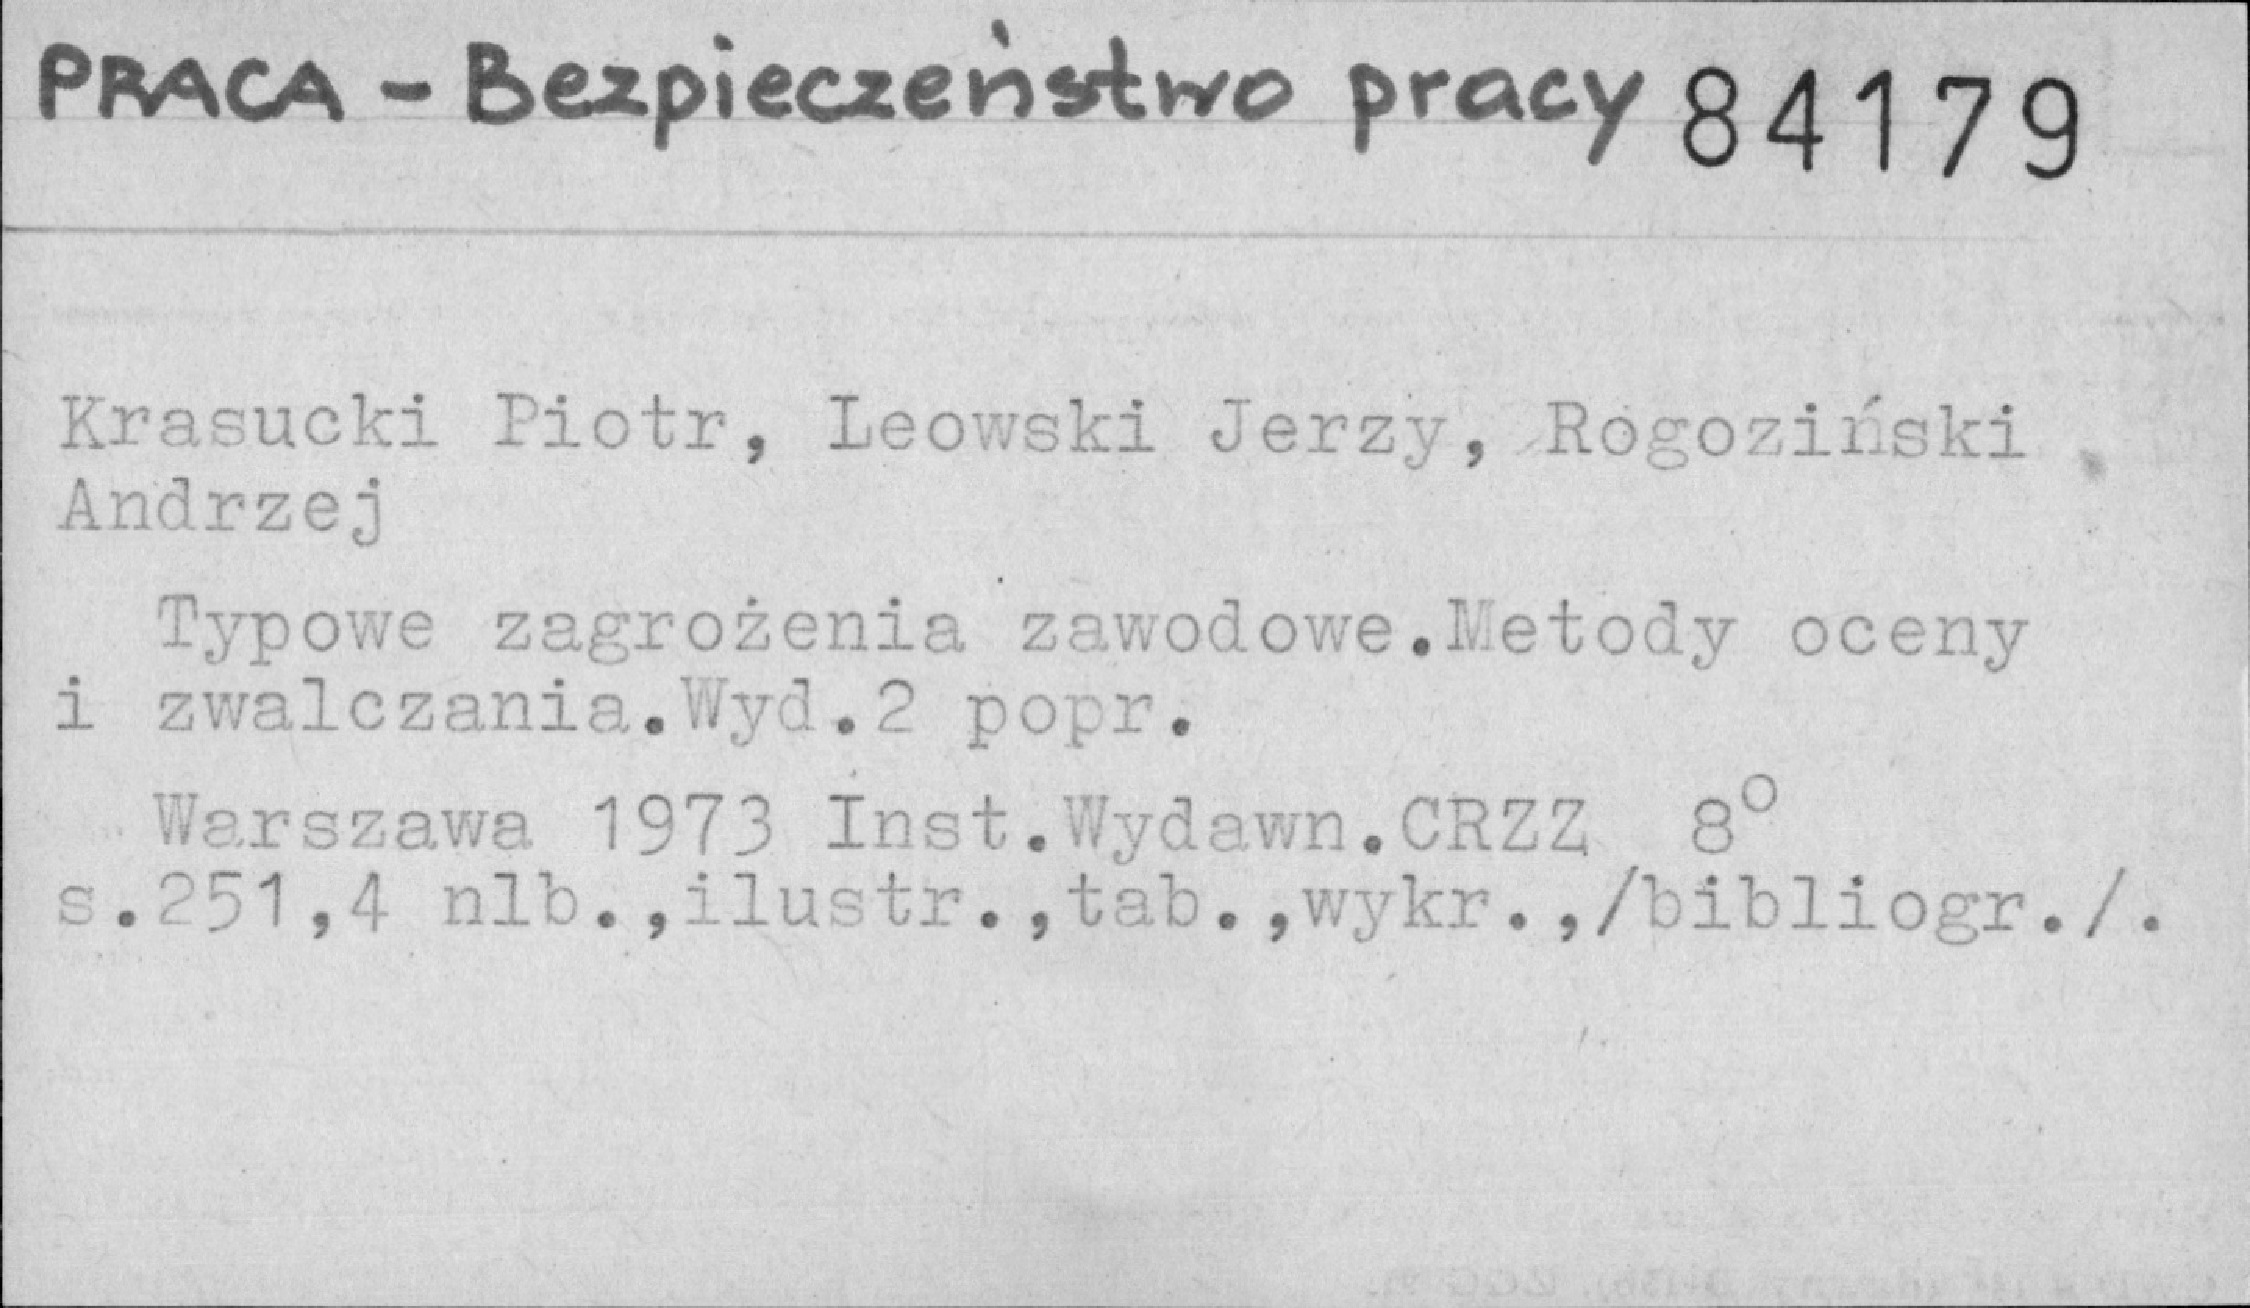 PRACA - Bezpieczeństwo pracy 84179
Krasucki Piotr, Leowski Jerzy, Rogoziński
Andrzej
Typowe zagrożenia zawodowe.Metody oceny
i zwalczania.Wyd.2 popr.
Warszawa 1973 Inst.Wydawn.CRZZ 8°
s.251,4 nlb.,ilustr.,tab.,wykr.,/bibliogr./.